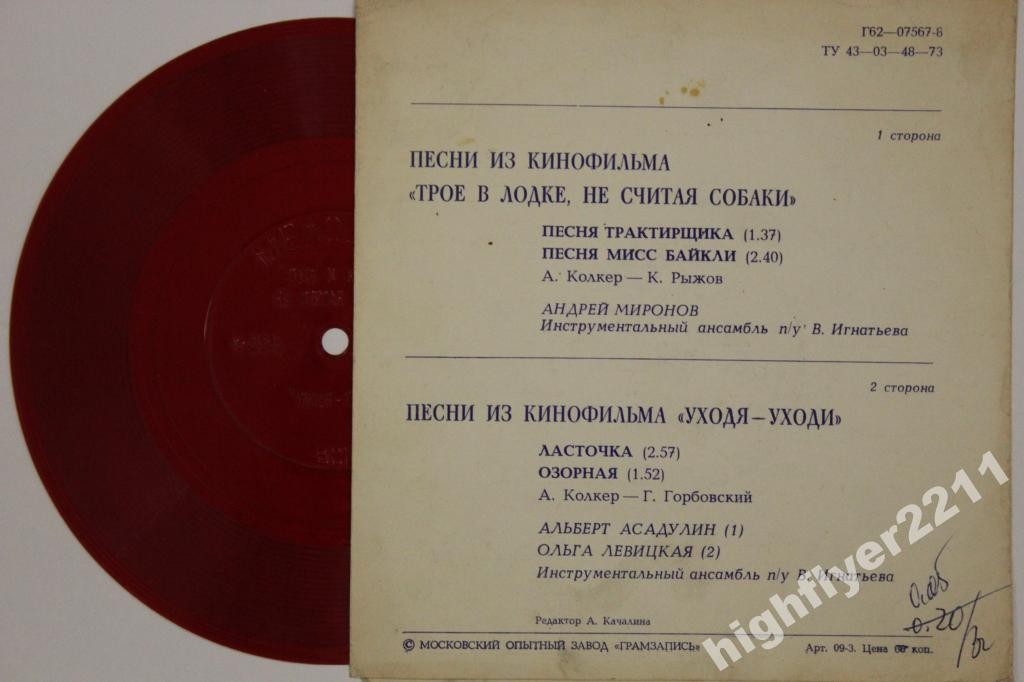 Г62—07567-8
ТУ 43—03—48—73
1 сторона
ПЕСНИ ИЗ КИНОФИЛЬМА
«ТРОЕ В ЛОДКЕ, НЕ СЧИТАЯ СОБАКИ»
ПЕСНЯ ТРАКТИРЩИКА (1.37)
ПЕСНЯ МИСС БАЙКЛИ (2.40)
А. Колкер — К. Рыжов
АНДРЕЙ МИРОНОВ
Инструментальный ансамбль п/у В. Игнатьева
2 сторона
ПЕСНИ ИЗ КИНОФИЛЬМА «УХОДЯ—УХОДИ»
ЛАСТОЧКА (2.57)
ОЗОРНАЯ (1.52)
А. Колкер — Г. Горбовский
АЛЬБЕРТ АСАДУЛИН (1)
ОЛЬГА ЛЕВИЦКАЯ (2)
Инструментальный ансамбль п/у В. Игнатьева
Редактор А. Качалина
© МОСКОВСКИЙ ОПЫТНЫЙ ЗАВОД «ГРАМЗАПИСЬ»
Арт. 09-3. Цена коп.
0.20
highflyer2211